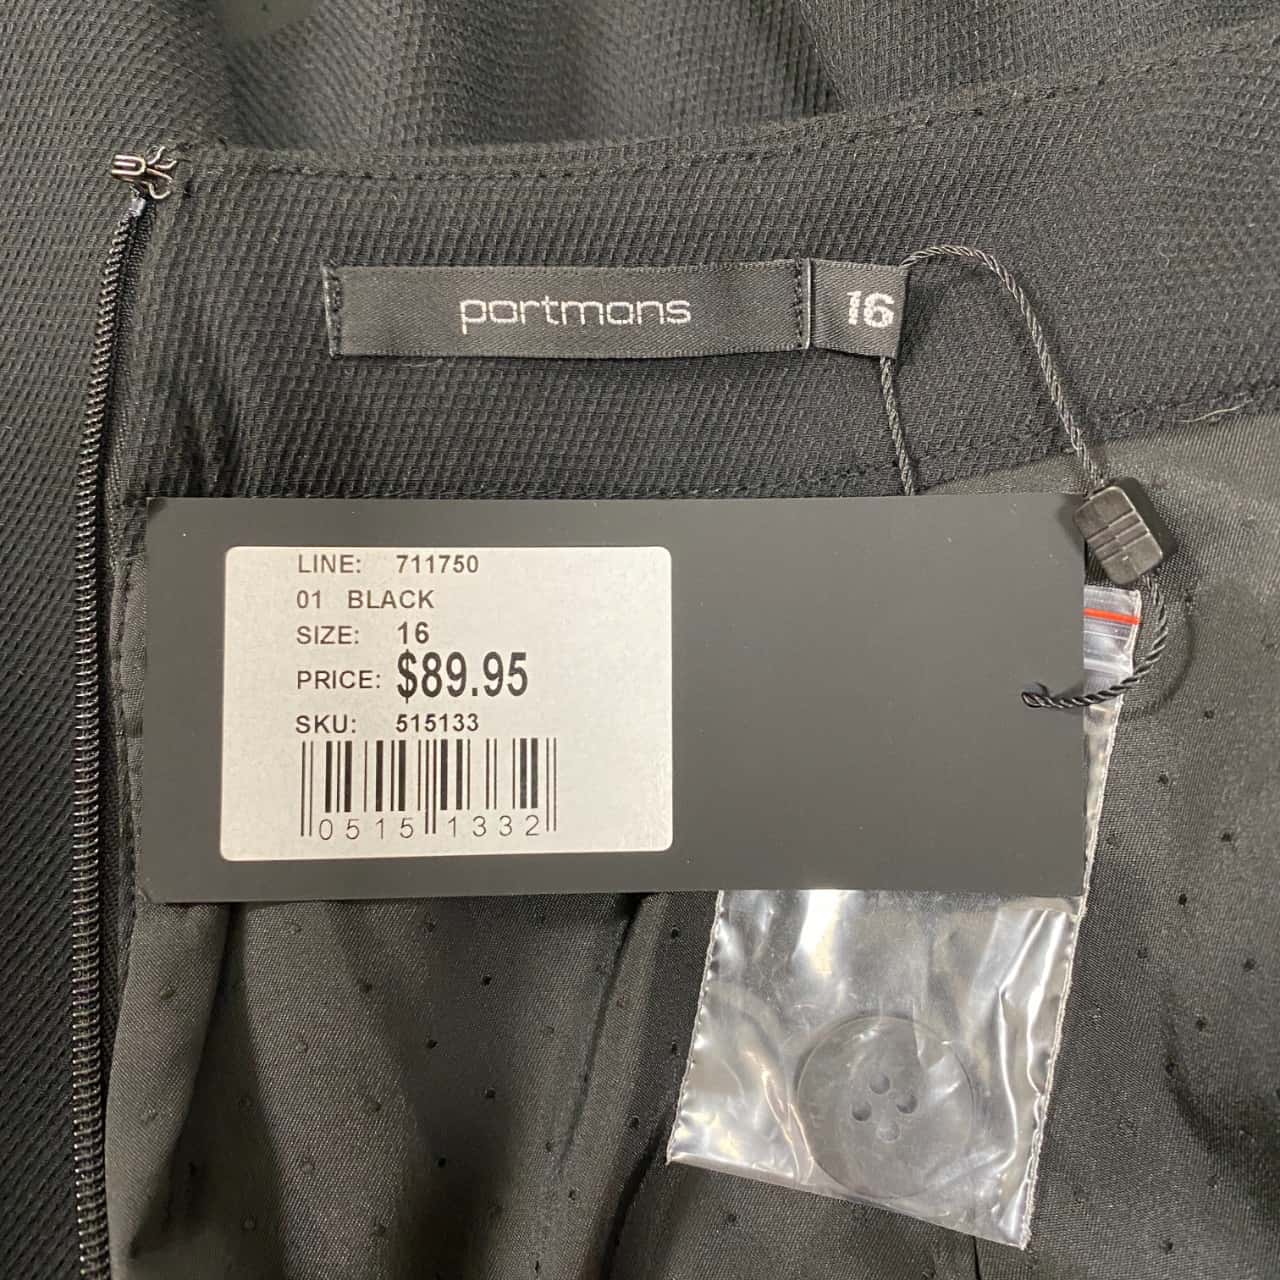 portmans 16
LINE: 711750
01 BLACK
SIZE: 16
PRICE: $89.95
SKU: 515133
0515 1332